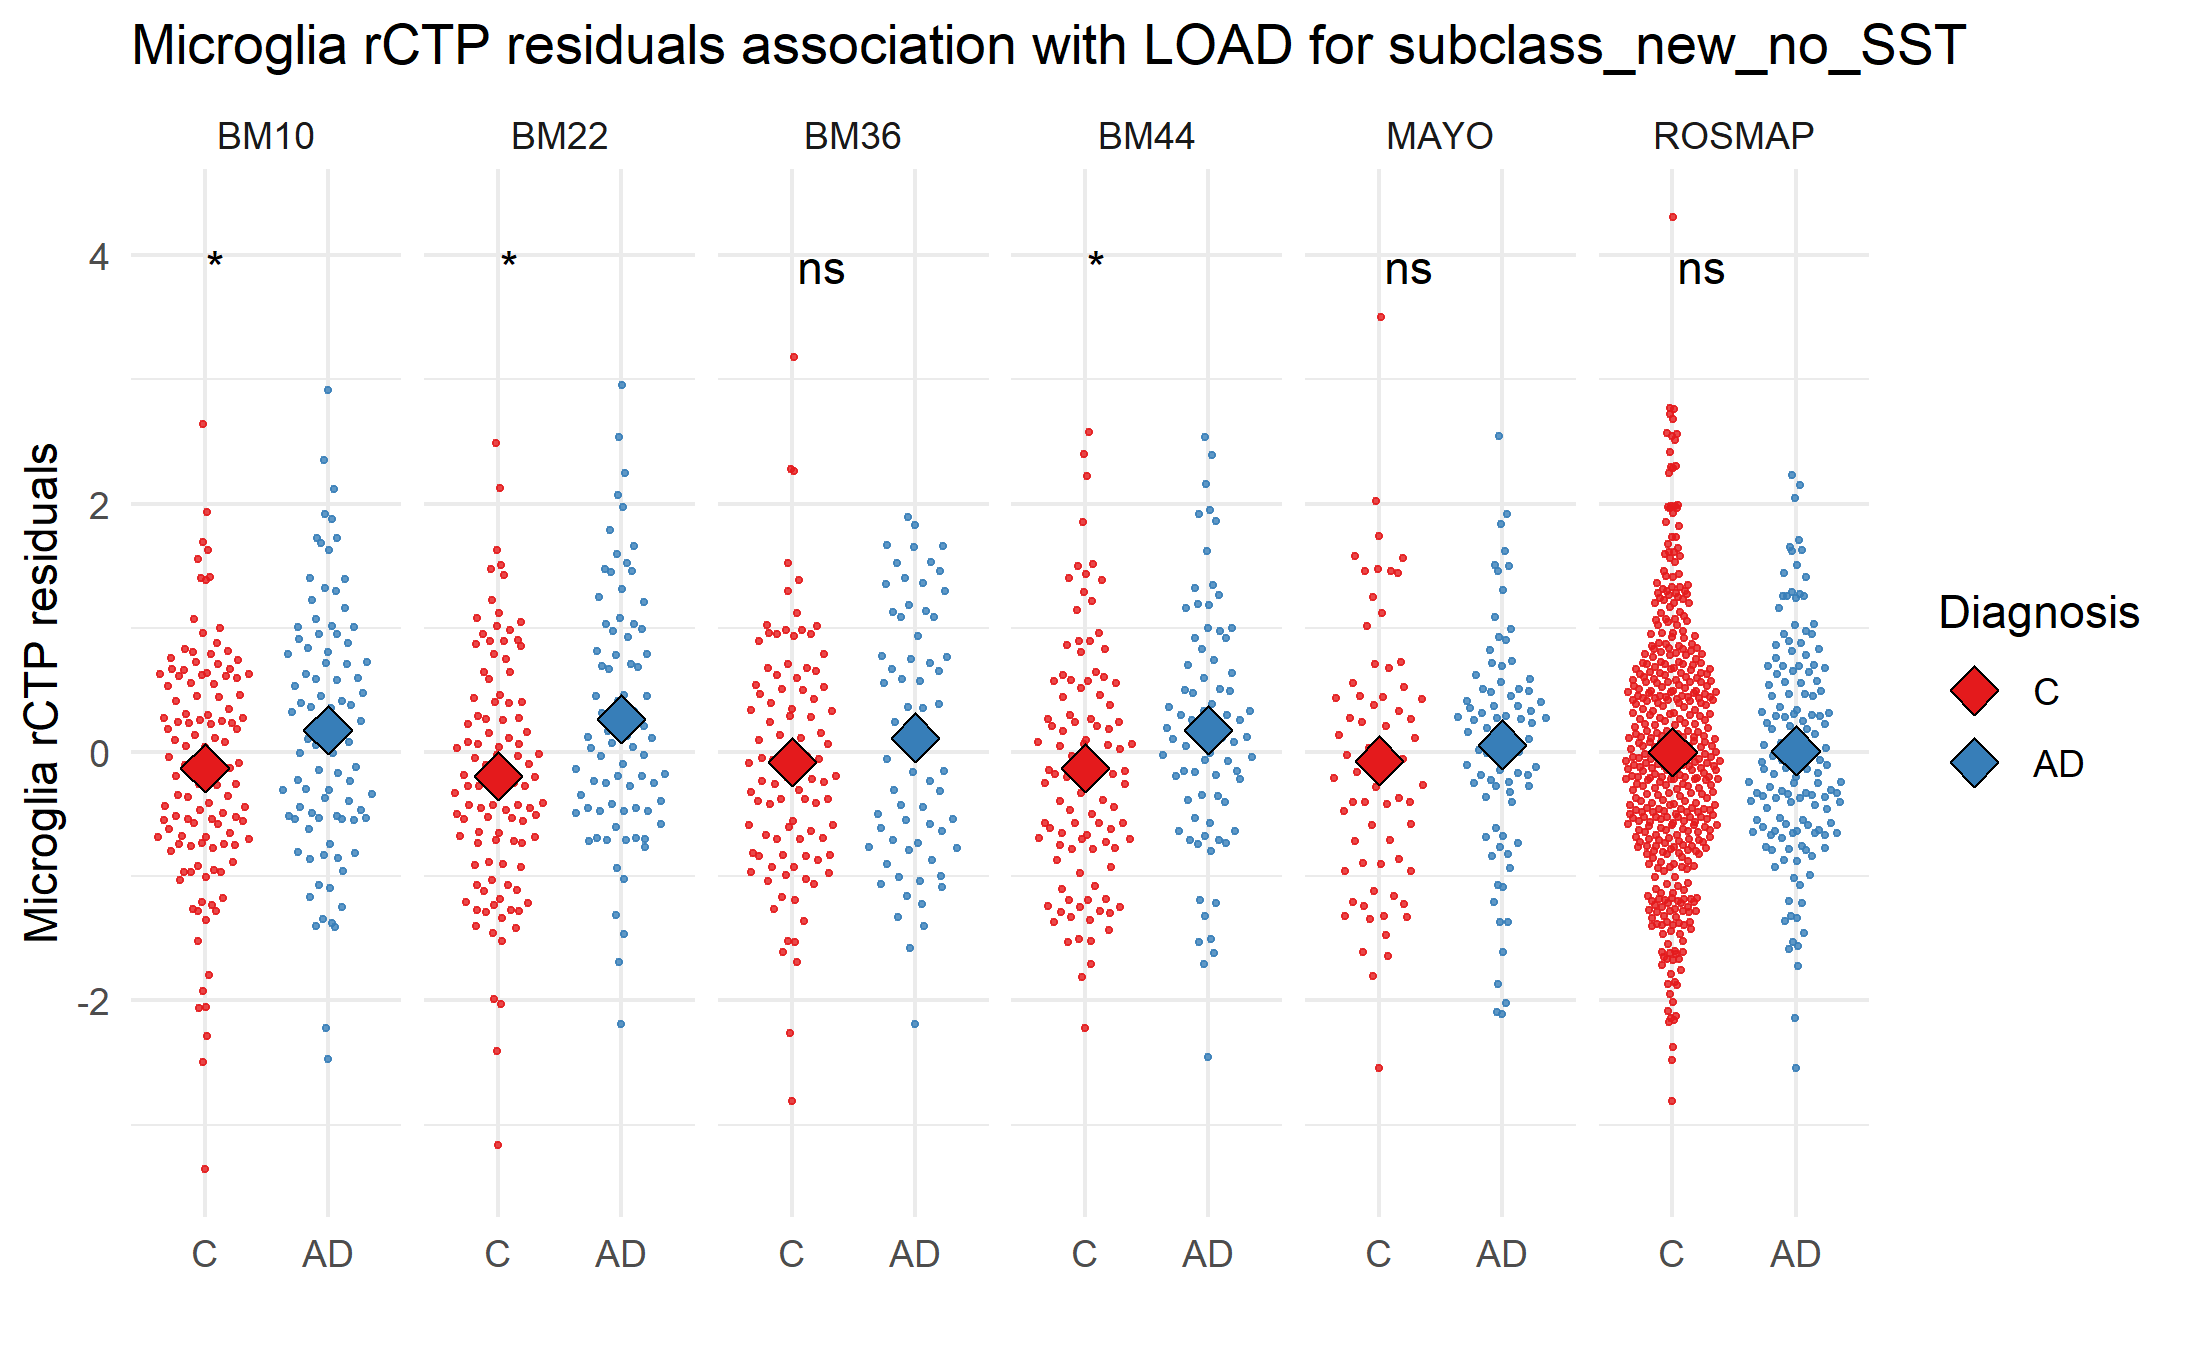 Microglia rCTP residuals association with LOAD for subclass_new_no_SST
BM10 BM22 BM36 BM44 MAYO ROSMAP
* * ns * ns ns
4
2
0
-2
Microglia rCTP residuals
C AD C AD C AD C AD C AD C AD
Diagnosis
C
AD